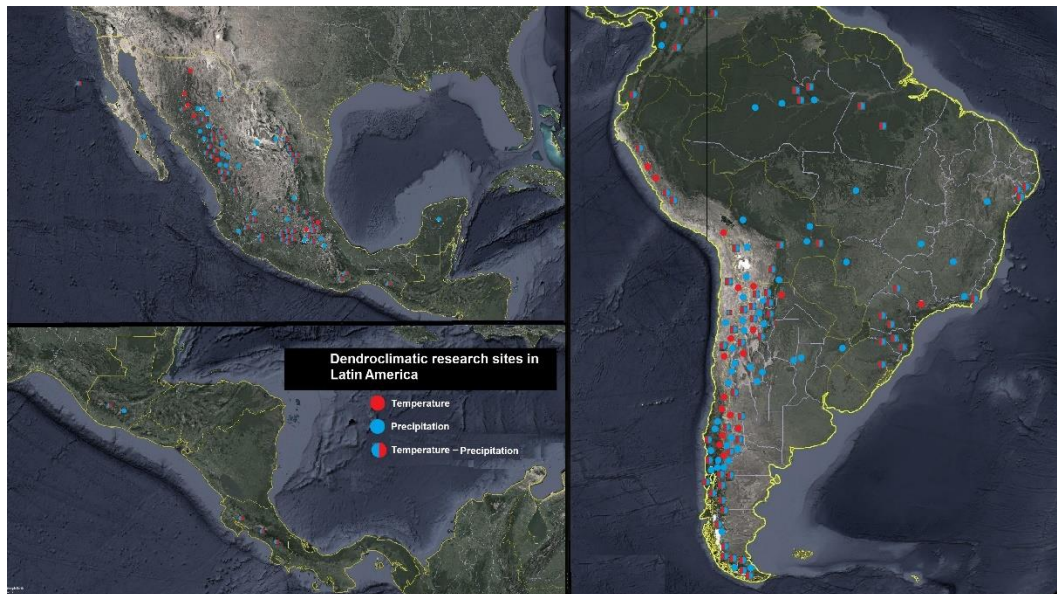 Dendroclimatic research sites in
Latin America
Temperature
Precipitation
Temperature – Precipitation